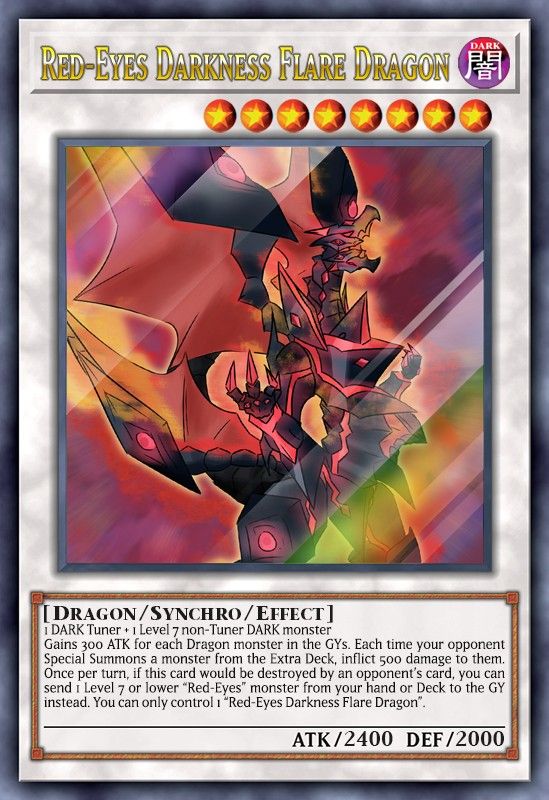 Red-Eyes Darkness Flare Dragon
DARK
闇
[Dragon/Synchro/Effect]
1 DARK Tuner + 1 Level 7 non-Tuner DARK monster
Gains 300 ATK for each Dragon monster in the GYs. Each time your opponent
Special Summons a monster from the Extra Deck, inflict 500 damage to them.
Once per turn, if this card would be destroyed by an opponent's card, you can
send 1 Level 7 or lower “Red-Eyes” monster from your hand or Deck to the GY
instead. You can only control 1 “Red-Eyes Darkness Flare Dragon”.
ATK/2400 DEF/2000